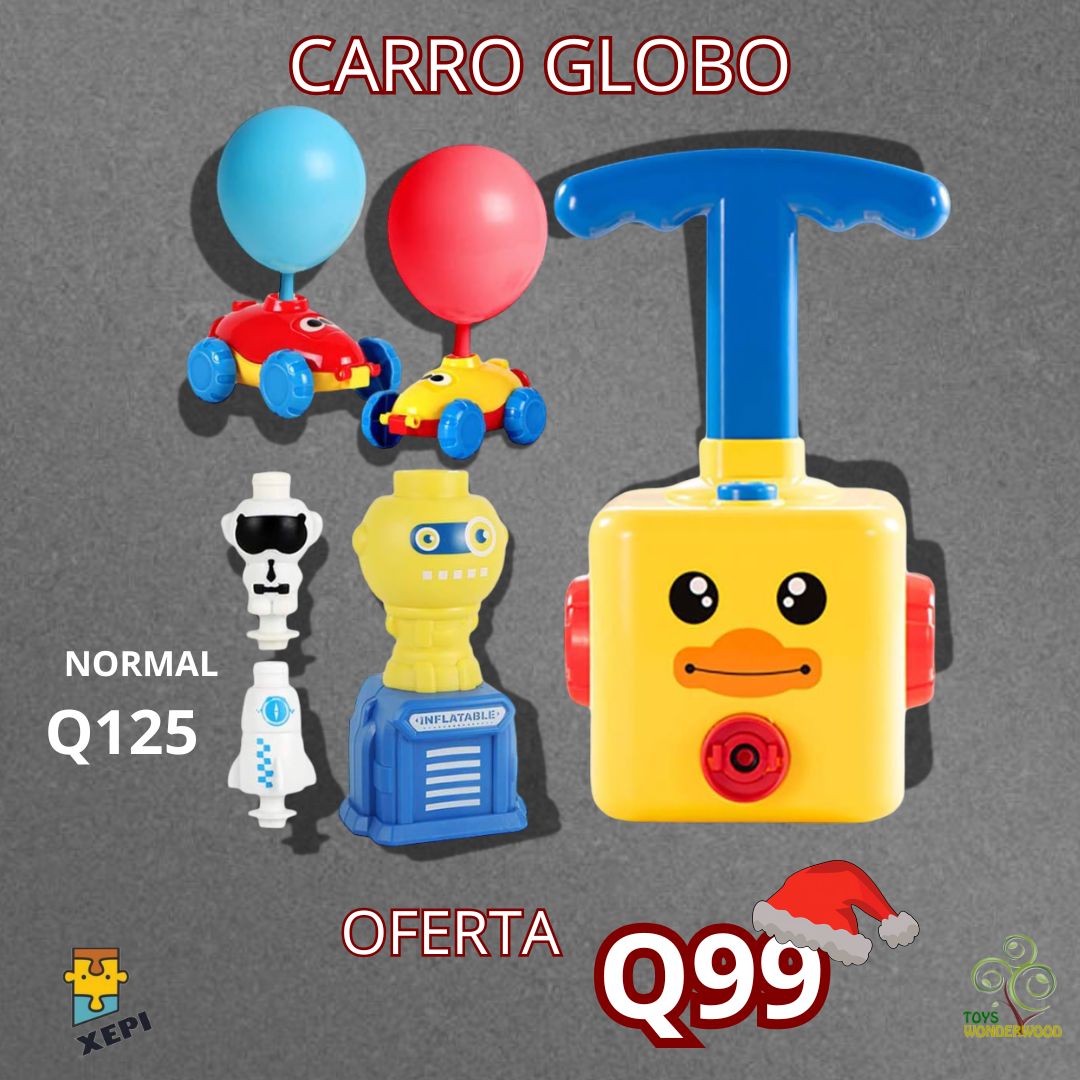 CARRO GLOBO
INFLATABLE
NORMAL
Q125
OFERTA
Q99
XEPI
TOYS
WONDERWOOD